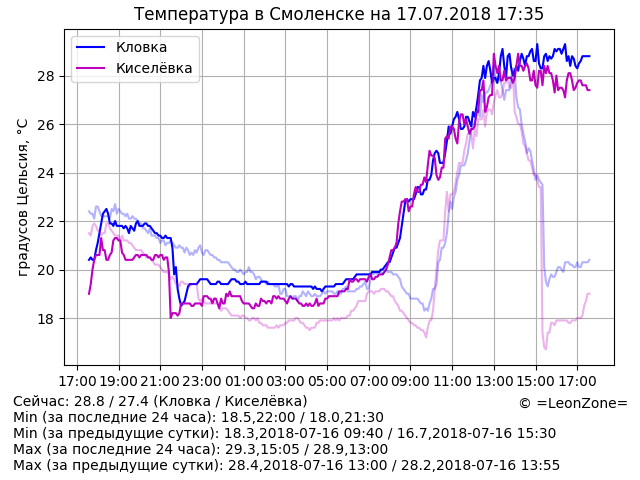 Температура в Смоленске на 17.07.2018 17:35
Кловка
Киселёвка
градусов Цельсия, °C
28
26
24
22
20
18
17:00 19:00 21:00 23:00 01:00 03:00 05:00 07:00 09:00 11:00 13:00 15:00 17:00
Сейчас: 28.8 / 27.4 (Кловка / Киселёвка)
© =LeonZone=
Min (за последние 24 часа): 18.5,22:00 / 18.0,21:30
Min (за предыдущие сутки): 18.3,2018-07-16 09:40 / 16.7,2018-07-16 15:30
Max (за последние 24 часа): 29.3,15:05 / 28.9,13:00
Max (за предыдущие сутки): 28.4,2018-07-16 13:00 / 28.2,2018-07-16 13:55